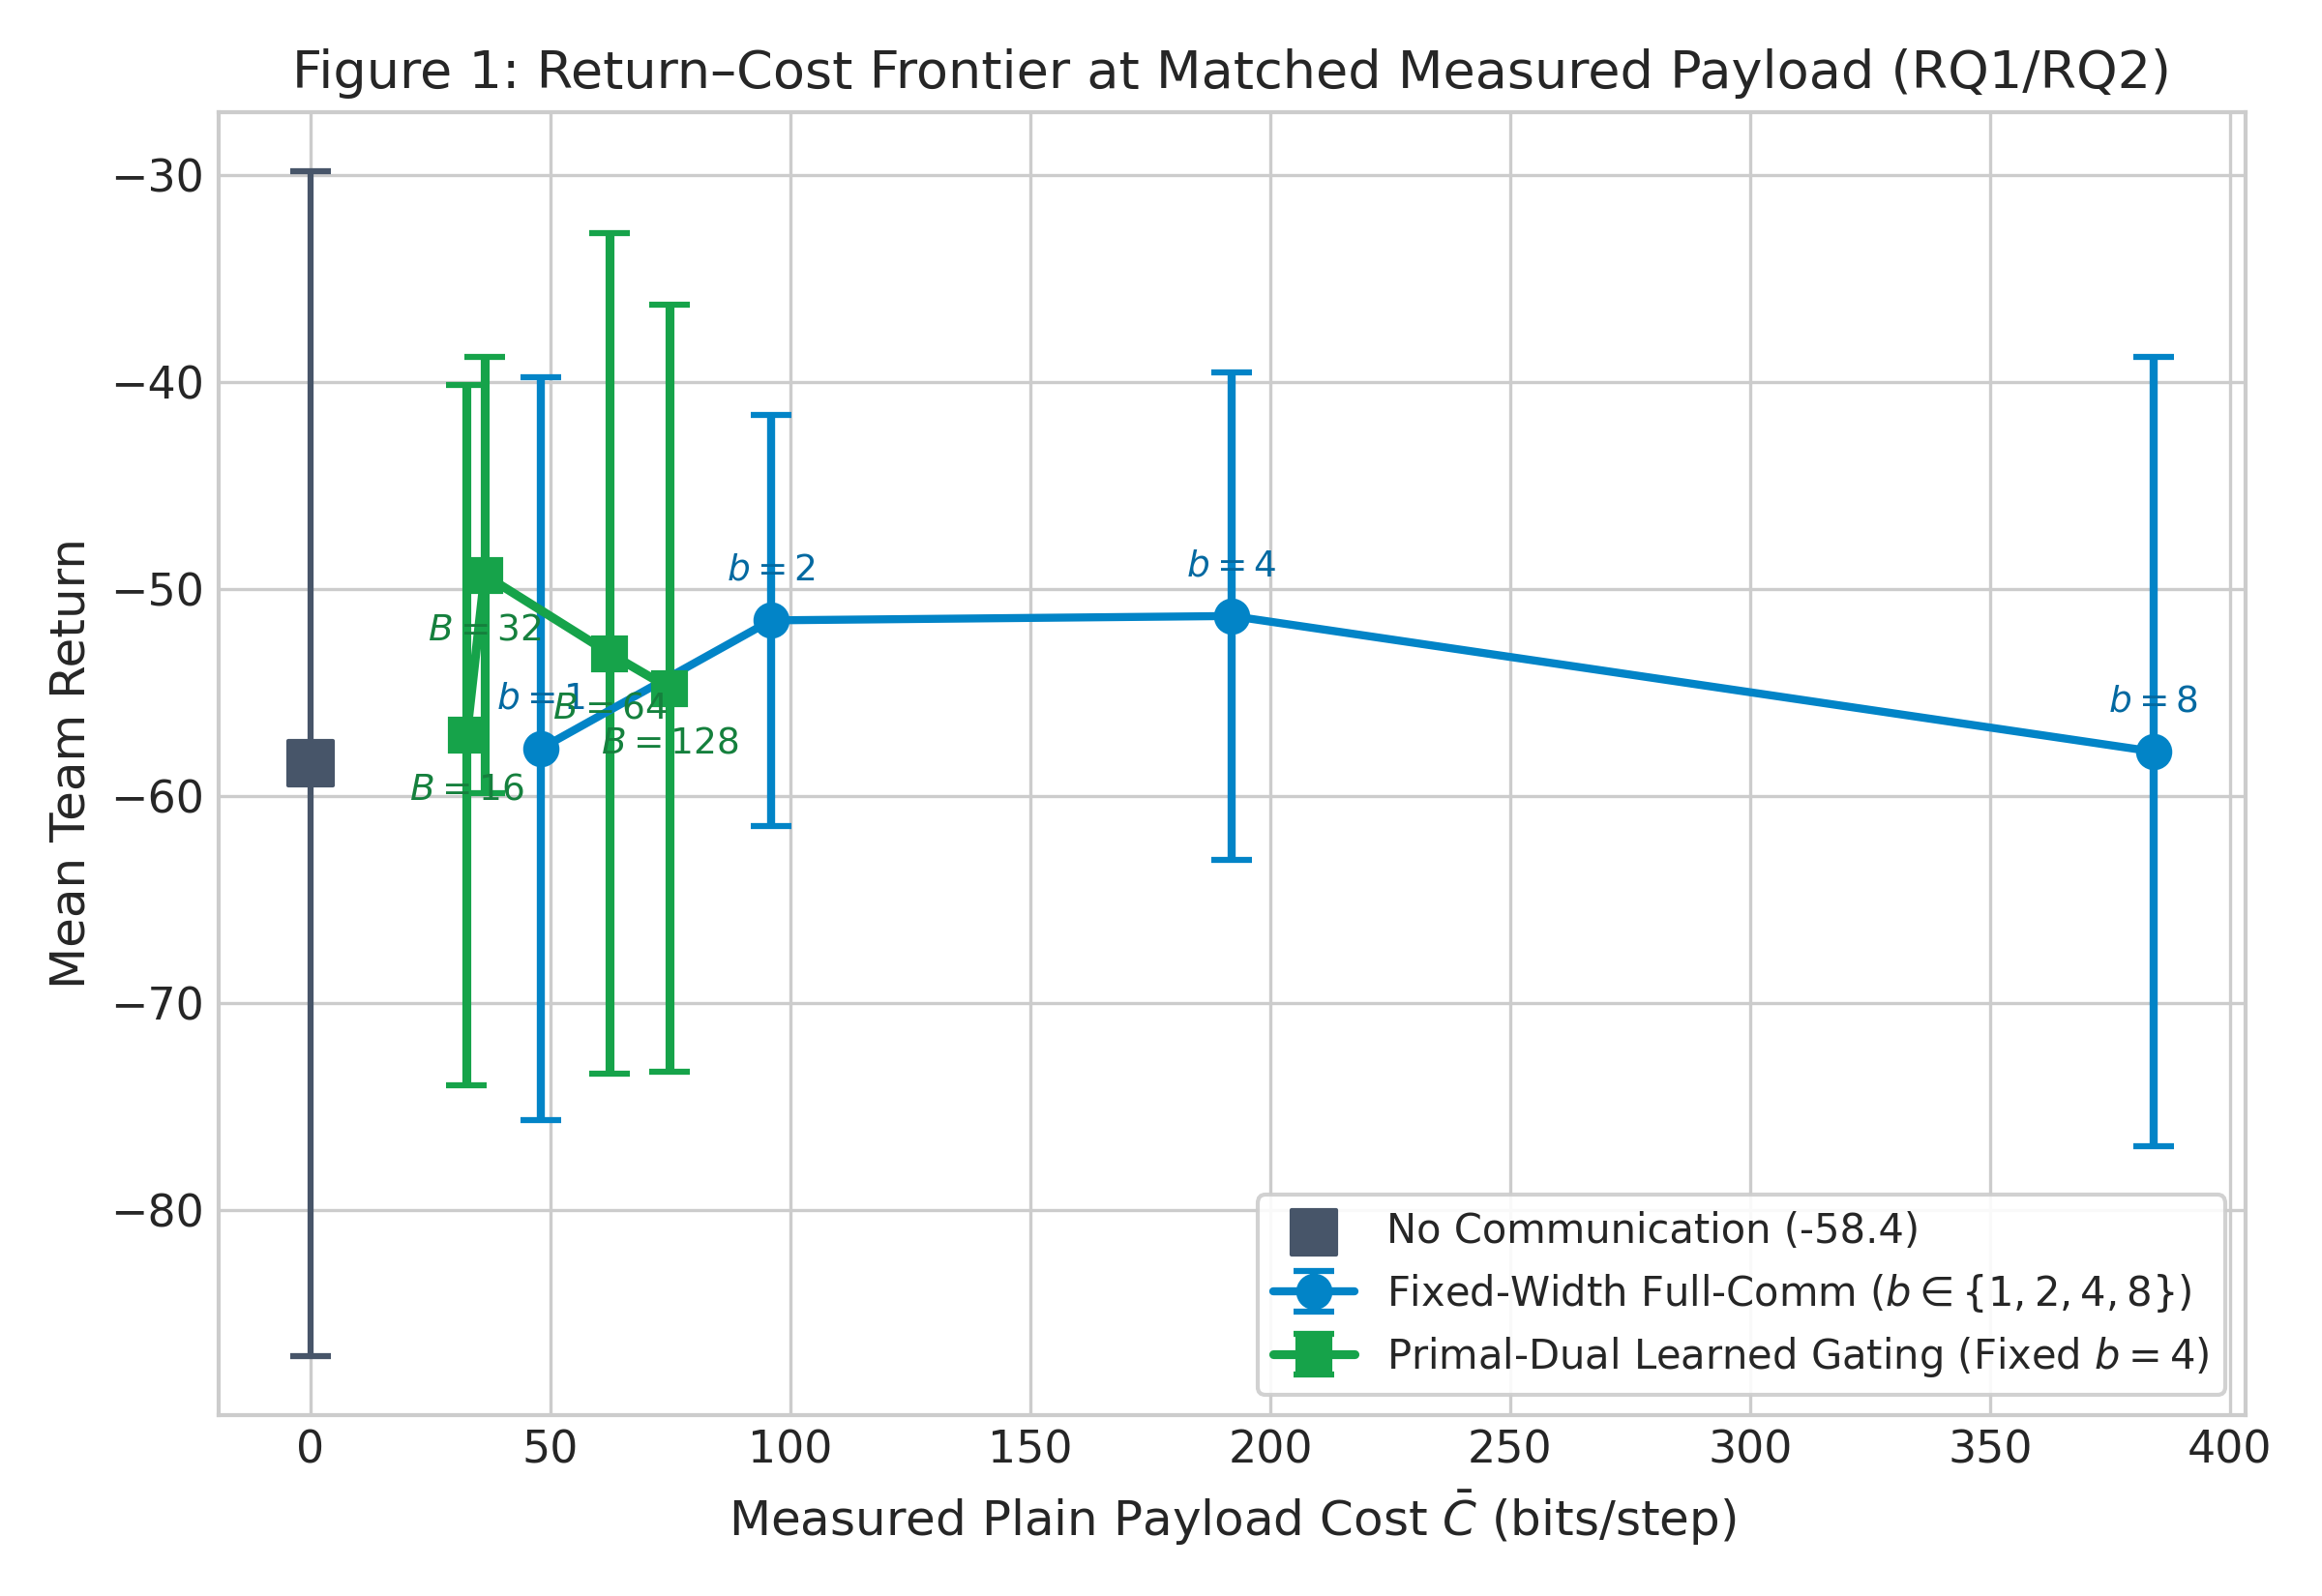 Figure 1: Return–Cost Frontier at Matched Measured Payload (RQ1/RQ2)
Mean Team Return
−30
−40
−50
−60
−70
−80
b = 2
b = 4
B = 32
b = 1
B = 64
b = 8
B = 128
B = 16
No Communication (-58.4)
Fixed-Width Full-Comm (b ∈ {1, 2, 4, 8})
Primal-Dual Learned Gating (Fixed b = 4)
0 50 100 150 200 250 300 350 400
Measured Plain Payload Cost C̄ (bits/step)